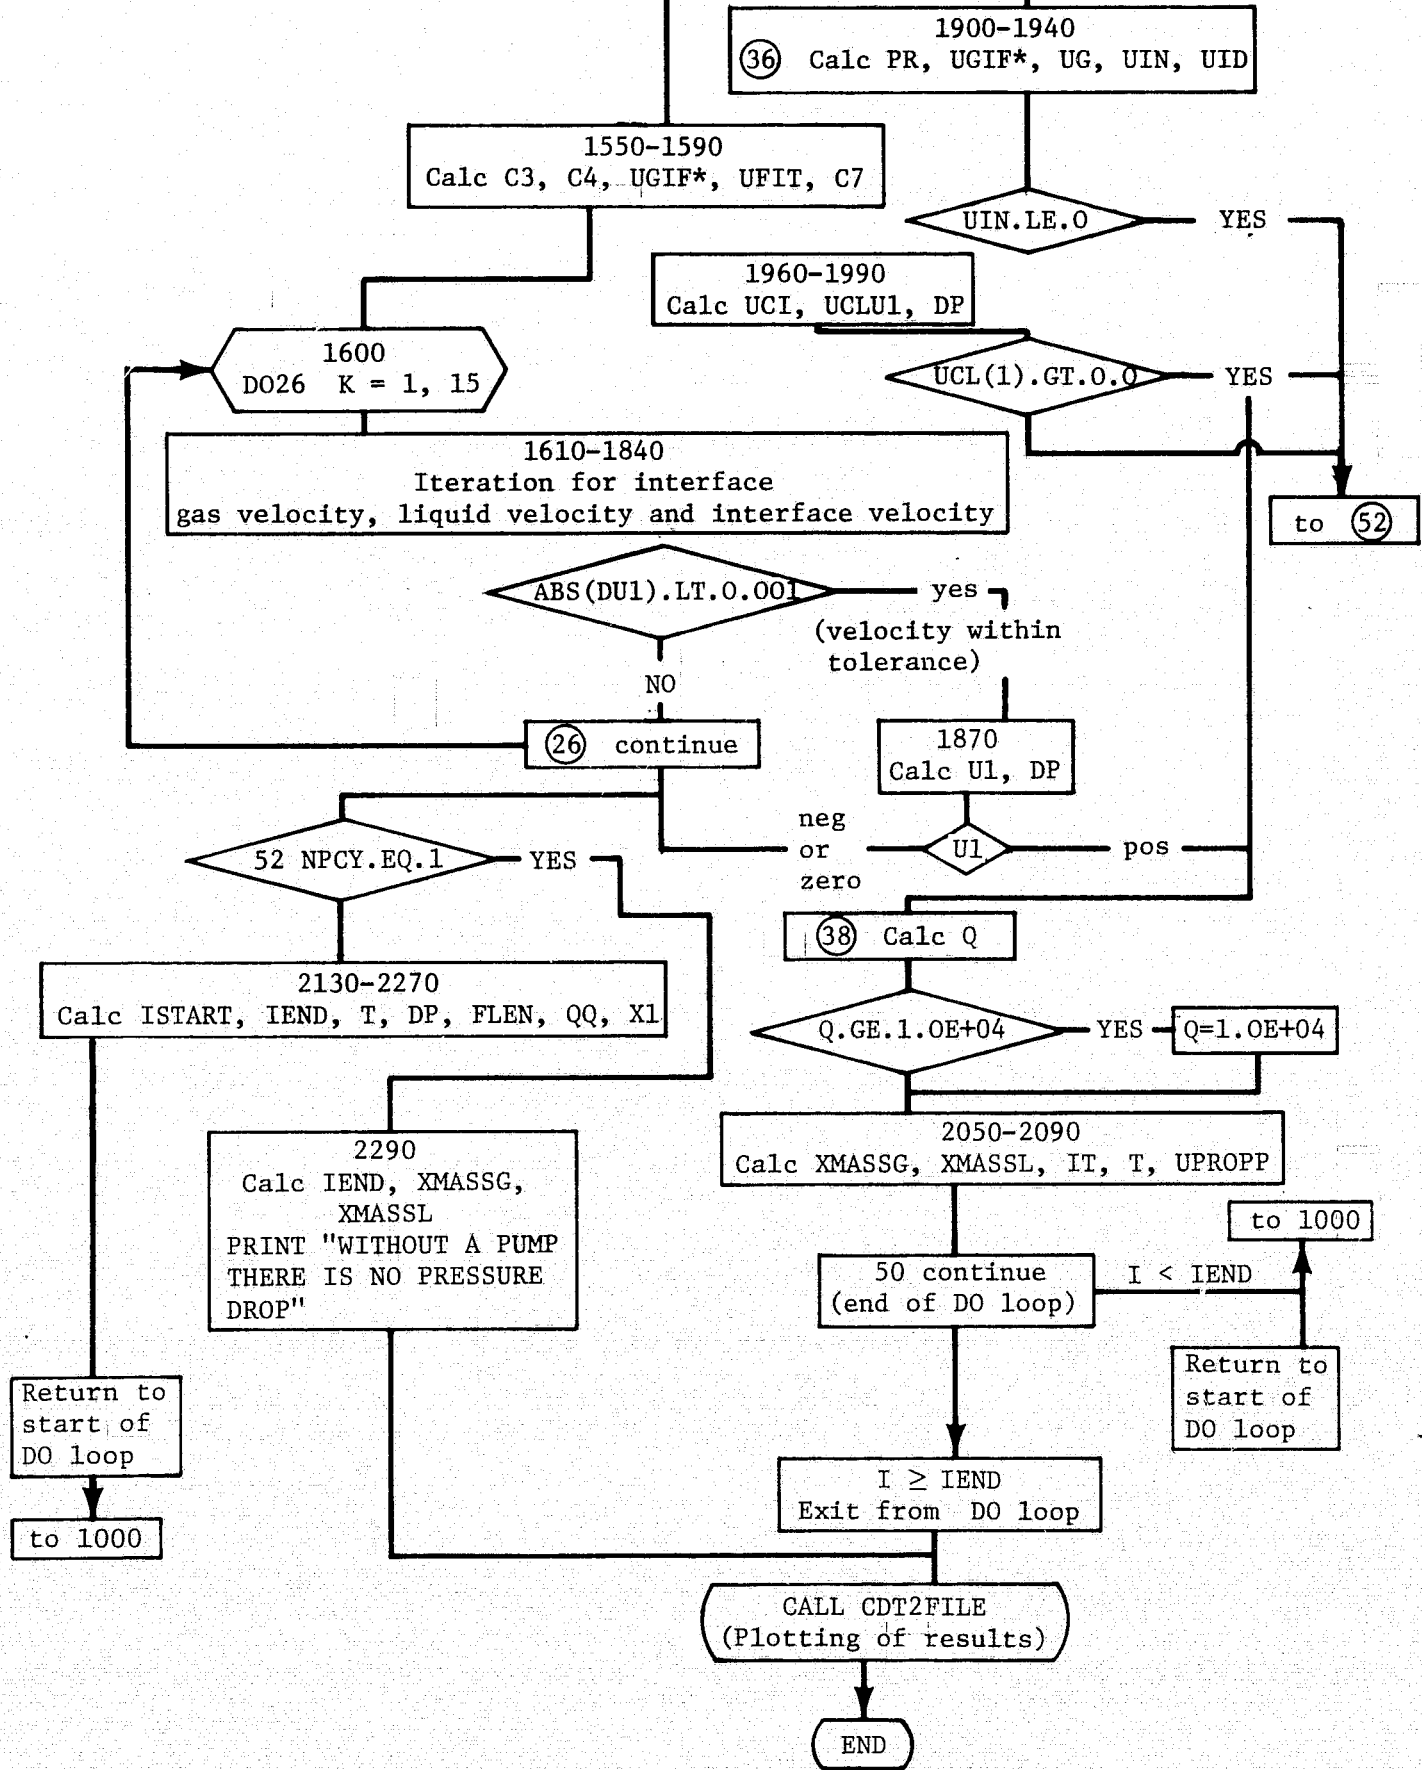 1900-1940
36 Calc PR, UGIF*, UG, UIN, UID
1550-1590
Calc C3, C4, UGIF*, UFIT, C7
UIN.LE.O
YES
1960-1990
Calc UCI, UCLU1, DP
1600
DO26 K = 1, 15
UCL(1).GT.O.O
YES
1610-1840
Iteration for interface
gas velocity, liquid velocity and interface velocity
to 52
ABS(DU1).LT.O.OO1
yes
(velocity within
tolerance)
NO
26 continue
1870
Calc U1, DP
neg
or
zero
U1
pos
52 NPCY.EQ.1
YES
38 Calc Q
2130-2270
Calc ISTART, IEND, T, DP, FLEN, QQ, X1
Q.GE.1.OE+04
YES
Q=1.OE+04
2290
Calc IEND, XMASSG,
XMASSL
PRINT "WITHOUT A PUMP
THERE IS NO PRESSURE
DROP"
2050-2090
Calc XMASSG, XMASSL, IT, T, UPROPP
to 1000
50 continue
(end of DO loop)
I < IEND
Return to
start of
DO loop
Return to
start of
DO loop
to 1000
I ≥ IEND
Exit from DO loop
CALL CDT2FILE
(Plotting of results)
END